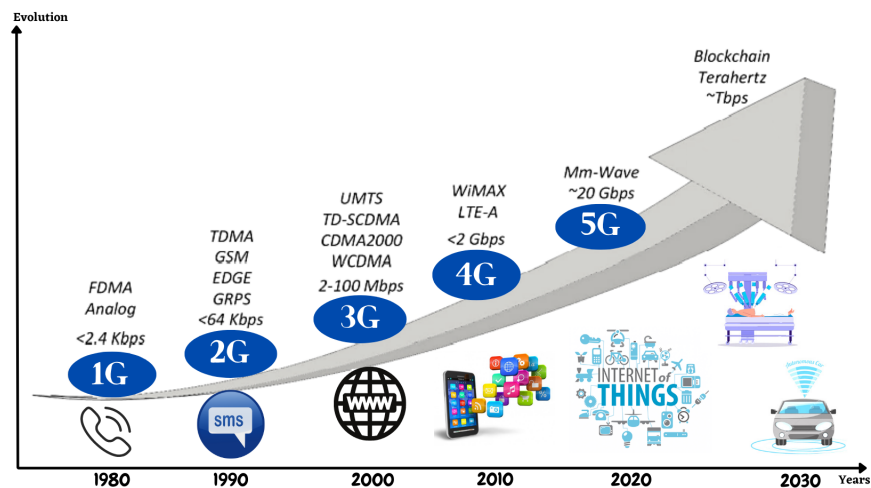 Evolution
Blockchain
Terahertz
~Tbps
Mm-Wave
~20 Gbps
5G
WiMAX
LTE-A
<2 Gbps
4G
UMTS
TD-SCDMA
CDMA2000
WCDMA
2-100 Mbps
3G
TDMA
GSM
EDGE
GRPS
<64 Kbps
2G
FDMA
Analog
<2.4 Kbps
1G
sms
WWW
INTERNET of
THINGS
Autonomous Car
1980
1990
2000
2010
2020
2030
Years